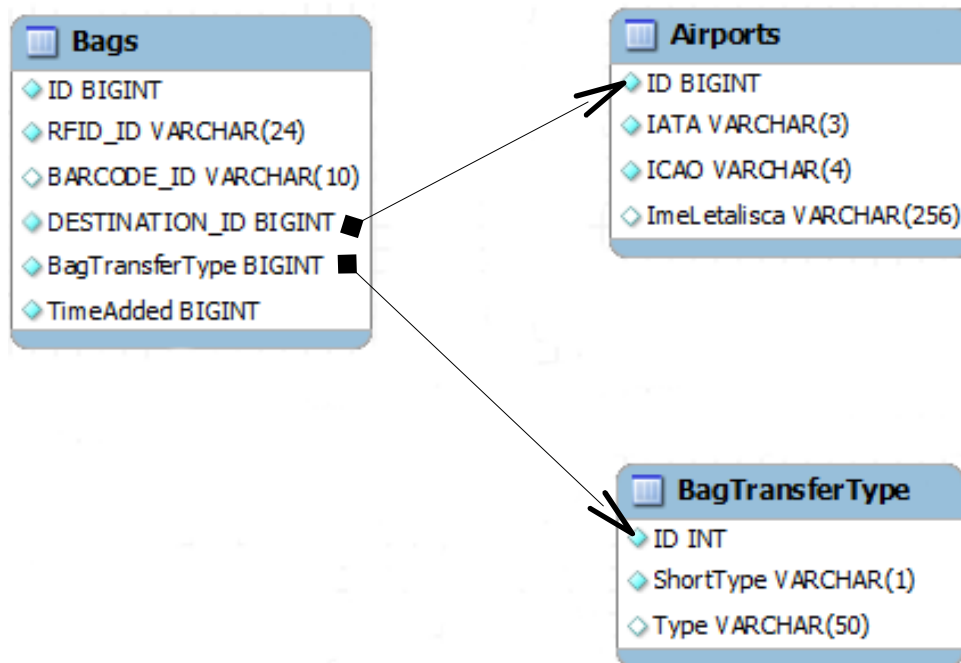 Bags
ID BIGINT
RFID_ID VARCHAR(24)
BARCODE_ID VARCHAR(10)
DESTINATION_ID BIGINT
BagTransferType BIGINT
TimeAdded BIGINT
Airports
ID BIGINT
IATA VARCHAR(3)
ICAO VARCHAR(4)
ImeLetalisca VARCHAR(256)
BagTransferType
ID INT
ShortType VARCHAR(1)
Type VARCHAR(50)